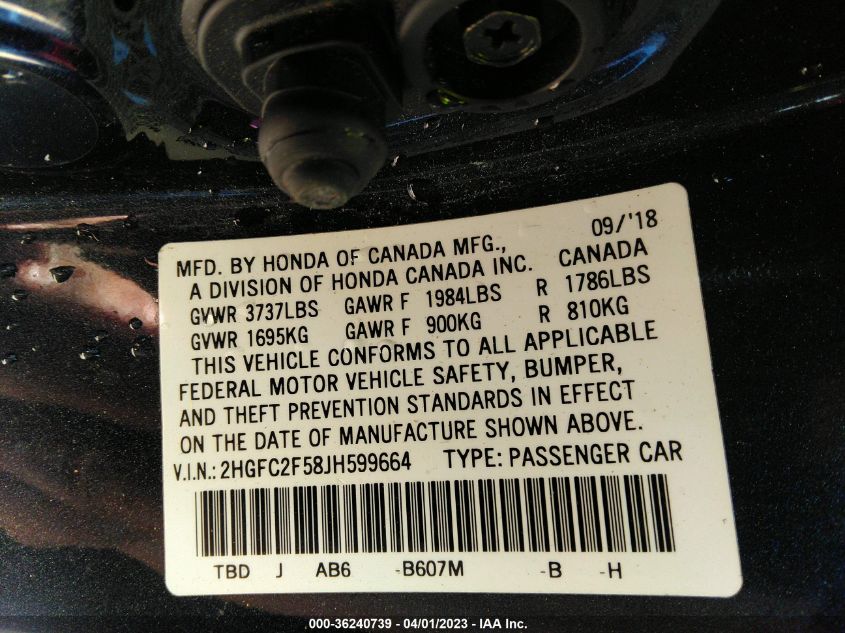 09/'18
MFD. BY HONDA OF CANADA MFG.,
A DIVISION OF HONDA CANADA INC. CANADA
GVWR 3737LBS GAWR F 1984LBS R 1786LBS
GVWR 1695KG GAWR F 900KG R 810KG
THIS VEHICLE CONFORMS TO ALL APPLICABLE
FEDERAL MOTOR VEHICLE SAFETY, BUMPER,
AND THEFT PREVENTION STANDARDS IN EFFECT
ON THE DATE OF MANUFACTURE SHOWN ABOVE.
V.I.N.: 2HGFC2F58JH599664 TYPE: PASSENGER CAR
TBD J AB6 -B607M -B -H
000-36240739 - 04/01/2023 - IAA Inc.